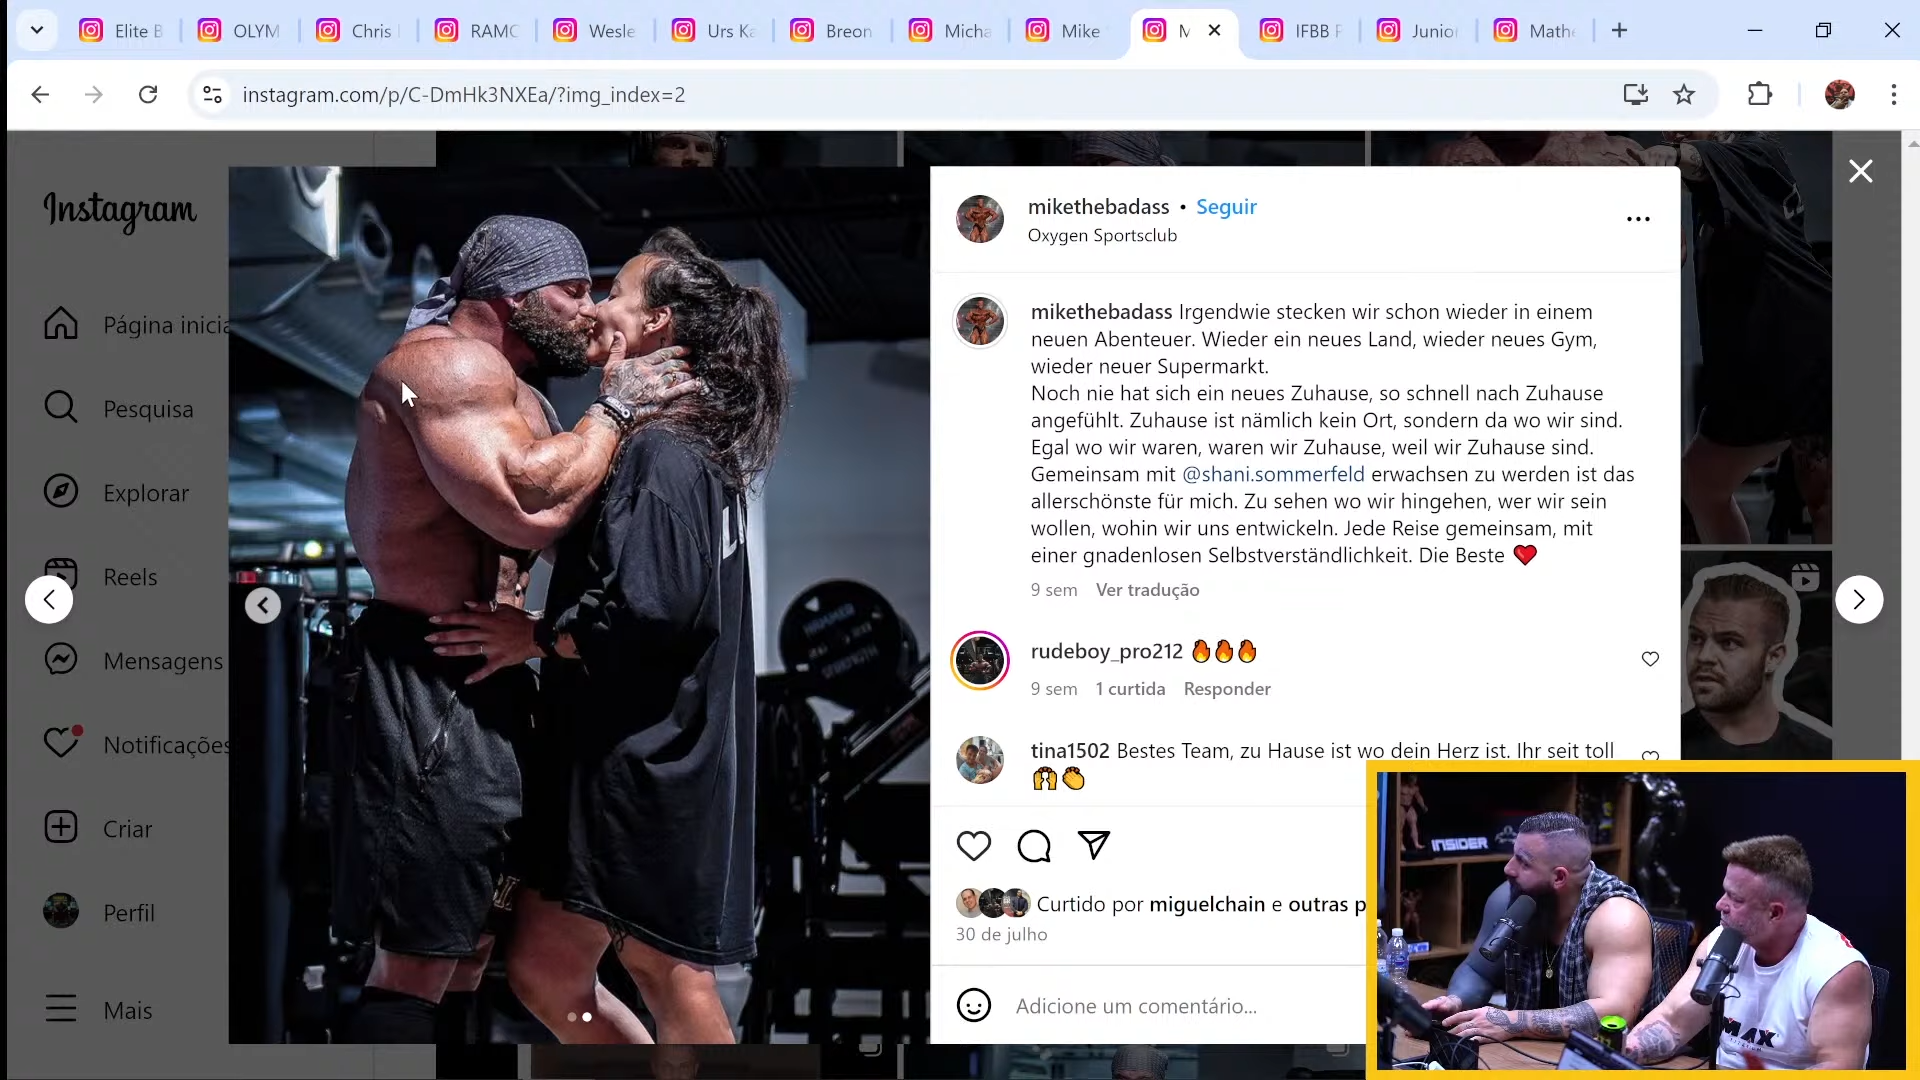 Elite B
OLYM
Chris
RAMO
Wesle
Urs Ka
Breon
Micha
Mike
M
IFBB P
Junio
Mathe
instagram.com/p/C-DmHk3NXEa/?img_index=2
Instagram
Página inicia
Pesquisa
Explorar
Reels
Mensagens
Notificações
Criar
Perfil
Mais
HAMMER
STRENGTH
mikethebadass • Seguir
Oxygen Sportsclub
mikethebadass Irgendwie stecken wir schon wieder in einem
neuen Abenteuer. Wieder ein neues Land, wieder neues Gym,
wieder neuer Supermarkt.
Noch nie hat sich ein neues Zuhause, so schnell nach Zuhause
angefühlt. Zuhause ist nämlich kein Ort, sondern da wo wir sind.
Egal wo wir waren, waren wir Zuhause, weil wir Zuhause sind.
Gemeinsam mit @shani.sommerfeld erwachsen zu werden ist das
allerschönste für mich. Zu sehen wo wir hingehen, wer wir sein
wollen, wohin wir uns entwickeln. Jede Reise gemeinsam, mit
einer gnadenlosen Selbstverständlichkeit. Die Beste ❤️
9 sem Ver tradução
rudeboy_pro212 🔥🔥🔥
9 sem 1 curtida Responder
tina1502 Bestes Team, zu Hause ist wo dein Herz ist. Ihr seit toll
🙌👏
Curtido por miguelchain e outras p
30 de julho
Adicione um comentário...
INSIDER
MAX